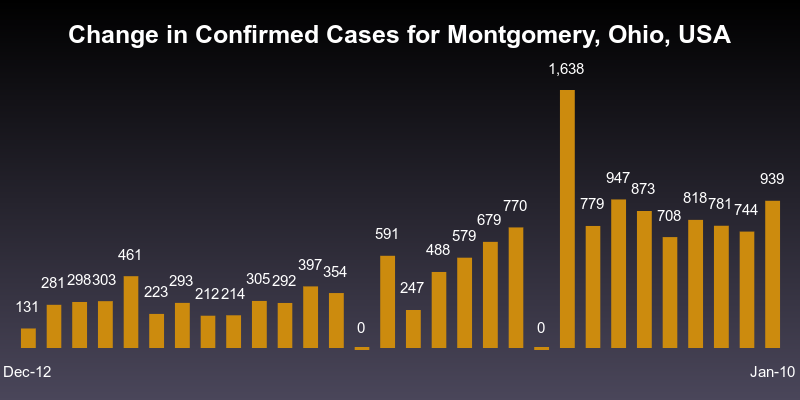 Change in Confirmed Cases for Montgomery, Ohio, USA
131 281 298 303 461 223 293 212 214 305 292 397 354 0 591 247 488 579 679 770 0 1,638 779 947 873 708 818 781 744 939
Dec-12 Jan-10